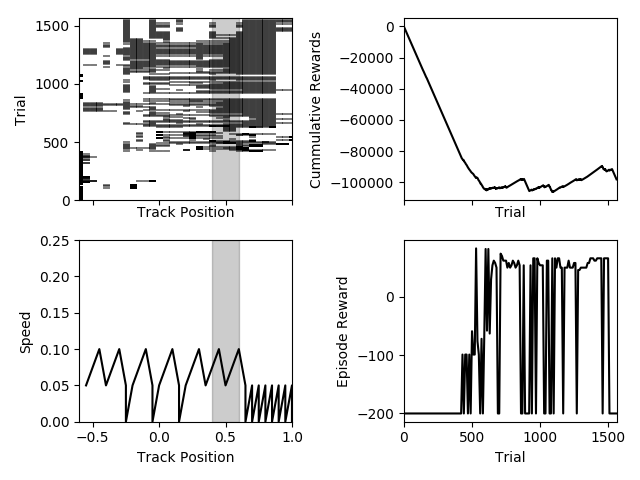 1500
1000
500
0
Trial
Track Position
0
−20000
−40000
−60000
−80000
−100000
Cummulative Rewards
Trial
0.25
0.20
0.15
0.10
0.05
0.00
Speed
−0.5 0.0 0.5 1.0
Track Position
0
−100
−200
Episode Reward
0 500 1000 1500
Trial